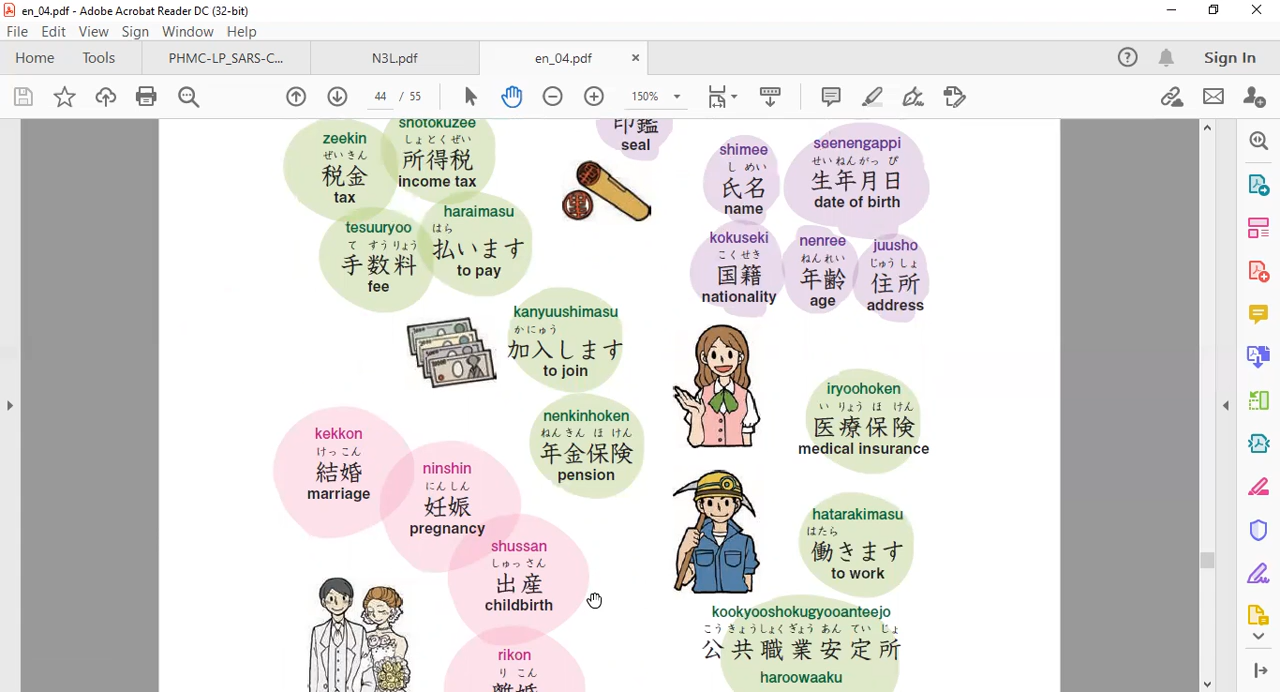 en_04.pdf - Adobe Acrobat Reader DC (32-bit)
File Edit View Sign Window Help
Home Tools PHMC-LP_SARS-C... N3L.pdf en_04.pdf Sign In
44 / 55 150%
zeekin
ぜいきん
税金
tax
shotokuzee
しょとくぜい
所得税
income tax
tesuuryoo
てすうりょう
手数料
fee
haraimasu
はら
払います
to pay
印鑑
seal
shimee
しめい
氏名
name
seenengappi
せいねんがっぴ
生年月日
date of birth
kokuseki
こくせき
国籍
nationality
nenree
ねんれい
年齢
age
juusho
じゅうしょ
住所
address
kanyuushimasu
かにゅう
加入します
to join
nenkinhoken
ねんきんほけん
年金保険
pension
iryoohoken
いりょうほけん
医療保険
medical insurance
kekkon
けっこん
結婚
marriage
ninshin
にんしん
妊娠
pregnancy
shussan
しゅっさん
出産
childbirth
rikon
りこん
離婚
hatarakimasu
はたら
働きます
to work
kookyooshokugyooanteejo
こうきょうしょくぎょうあんていじょ
公共職業安定所
haroowaaku